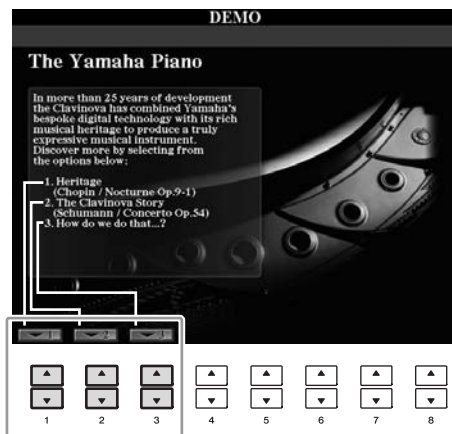 DEMO
The Yamaha Piano
In more than 25 years of development
the Clavinova has combined Yamaha's
bespoke digital technology with its rich
musical heritage to produce a truly
expressive musical instrument.
Discover more by selecting from
the options below:
1. Heritage
(Chopin / Nocturne Op.9-1)
2. The Clavinova Story
(Schumann / Concerto Op.54)
3. How do we do that...?
1 2 3
1 2 3 4 5 6 7 8